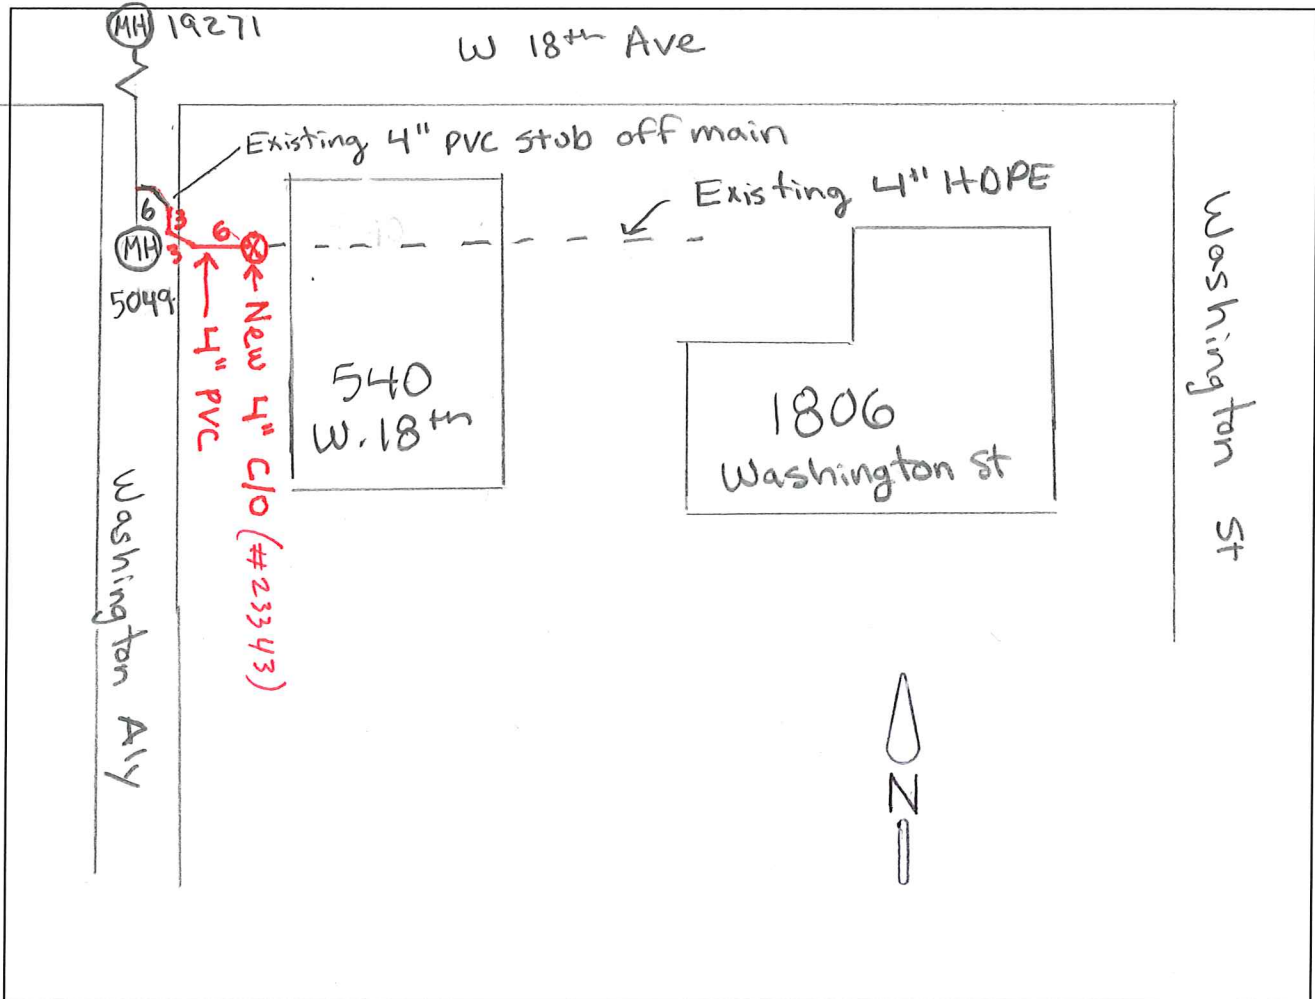 MH 19271
W 18th Ave
Existing 4" PVC stub off main
Existing 4" HDPE
6
3
3
6
MH
5049
4" PVC
New 4" C/O (#23343)
540
W. 18th
1806
Washington St
Washington St
Washington Aly
N